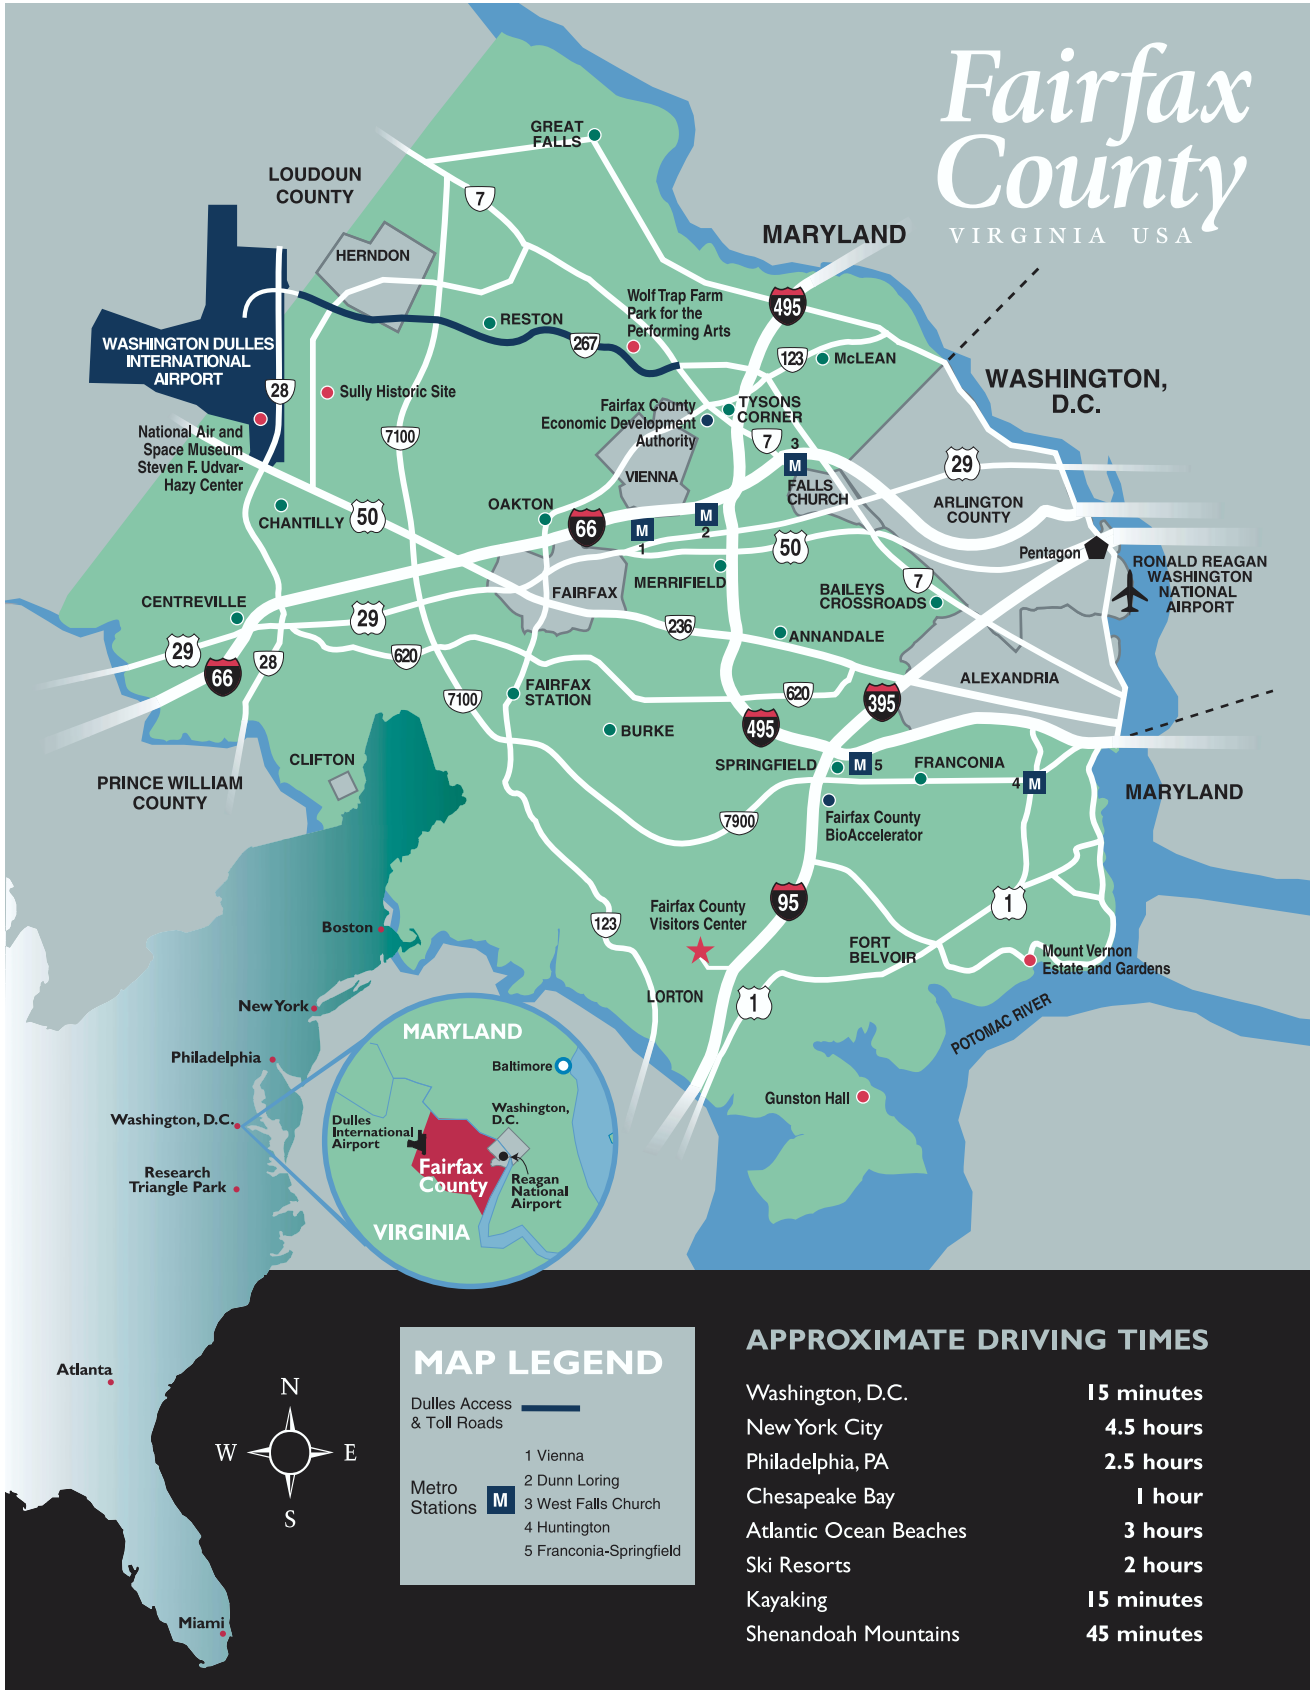 Fairfax
County
VIRGINIA USA
GREAT
FALLS
LOUDOUN
COUNTY
7
MARYLAND
HERNDON
495
Wolf Trap Farm
Park for the
Performing Arts
RESTON
267
123
McLEAN
WASHINGTON DULLES
INTERNATIONAL
AIRPORT
WASHINGTON,
D.C.
28
Sully Historic Site
Fairfax County
Economic Development
Authority
TYSONS
CORNER
National Air and
Space Museum
Steven F. Udvar-
Hazy Center
7100
7
3
M
29
VIENNA
FALLS
CHURCH
ARLINGTON
COUNTY
OAKTON
CHANTILLY
50
66
M
1
M
2
50
Pentagon
RONALD REAGAN
WASHINGTON
NATIONAL
AIRPORT
MERRIFIELD
7
BAILEYS
CROSSROADS
FAIRFAX
CENTREVILLE
29
236
ANNANDALE
29
66
28
620
ALEXANDRIA
FAIRFAX
STATION
7100
620
395
BURKE
495
CLIFTON
SPRINGFIELD
M
5
FRANCONIA
4
M
PRINCE WILLIAM
COUNTY
MARYLAND
7900
Fairfax County
BioAccelerator
95
1
Fairfax County
Visitors Center
123
FORT
BELVOIR
Mount Vernon
Estate and Gardens
LORTON
1
POTOMAC RIVER
Gunston Hall
Boston
New York
Philadelphia
Washington, D.C.
Research
Triangle Park
Atlanta
Miami
MARYLAND
Baltimore
Washington,
D.C.
Dulles
International
Airport
Fairfax
County
Reagan
National
Airport
VIRGINIA
N
W
E
S
MAP LEGEND
Dulles Access
& Toll Roads
Metro
Stations
M
1 Vienna
2 Dunn Loring
3 West Falls Church
4 Huntington
5 Franconia-Springfield
APPROXIMATE DRIVING TIMES
Washington, D.C. 15 minutes
New York City 4.5 hours
Philadelphia, PA 2.5 hours
Chesapeake Bay 1 hour
Atlantic Ocean Beaches 3 hours
Ski Resorts 2 hours
Kayaking 15 minutes
Shenandoah Mountains 45 minutes